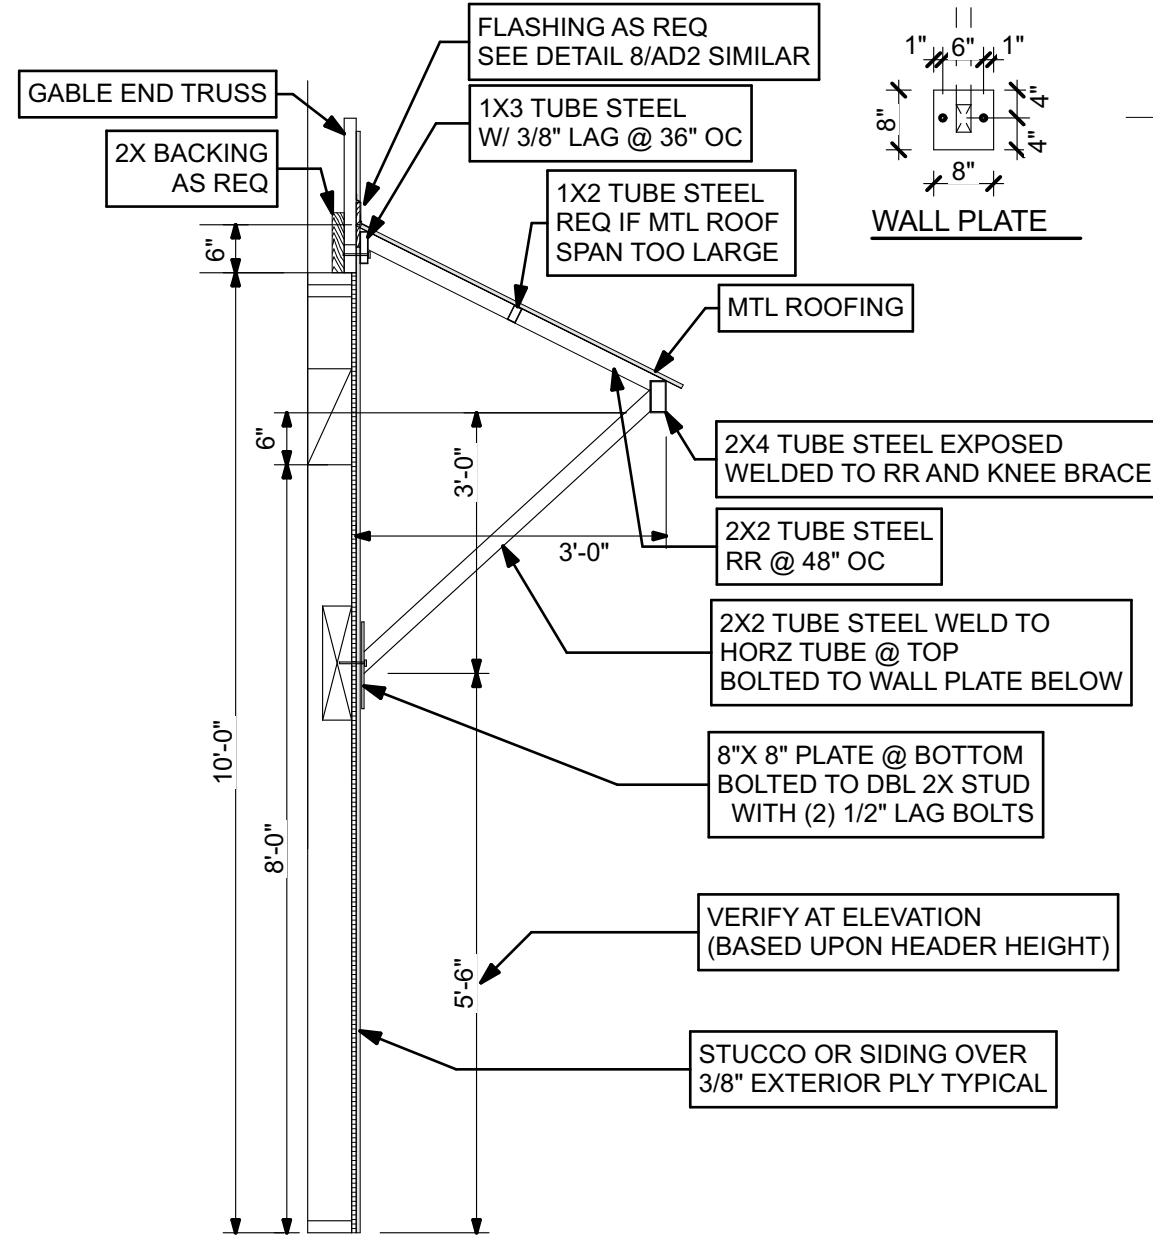 FLASHING AS REQ
SEE DETAIL 8/AD2 SIMILAR
GABLE END TRUSS
1X3 TUBE STEEL
W/ 3/8" LAG @ 36" OC
2X BACKING
AS REQ
1X2 TUBE STEEL
REQ IF MTL ROOF
SPAN TOO LARGE
1" 6" 1"
8"
4"
4"
8"
WALL PLATE
6"
MTL ROOFING
6"
3'-0"
2X4 TUBE STEEL EXPOSED
WELDED TO RR AND KNEE BRACE
3'-0"
2X2 TUBE STEEL
RR @ 48" OC
2X2 TUBE STEEL WELD TO
HORZ TUBE @ TOP
BOLTED TO WALL PLATE BELOW
10'-0"
8"X 8" PLATE @ BOTTOM
BOLTED TO DBL 2X STUD
WITH (2) 1/2" LAG BOLTS
8'-0"
VERIFY AT ELEVATION
(BASED UPON HEADER HEIGHT)
5'-6"
STUCCO OR SIDING OVER
3/8" EXTERIOR PLY TYPICAL